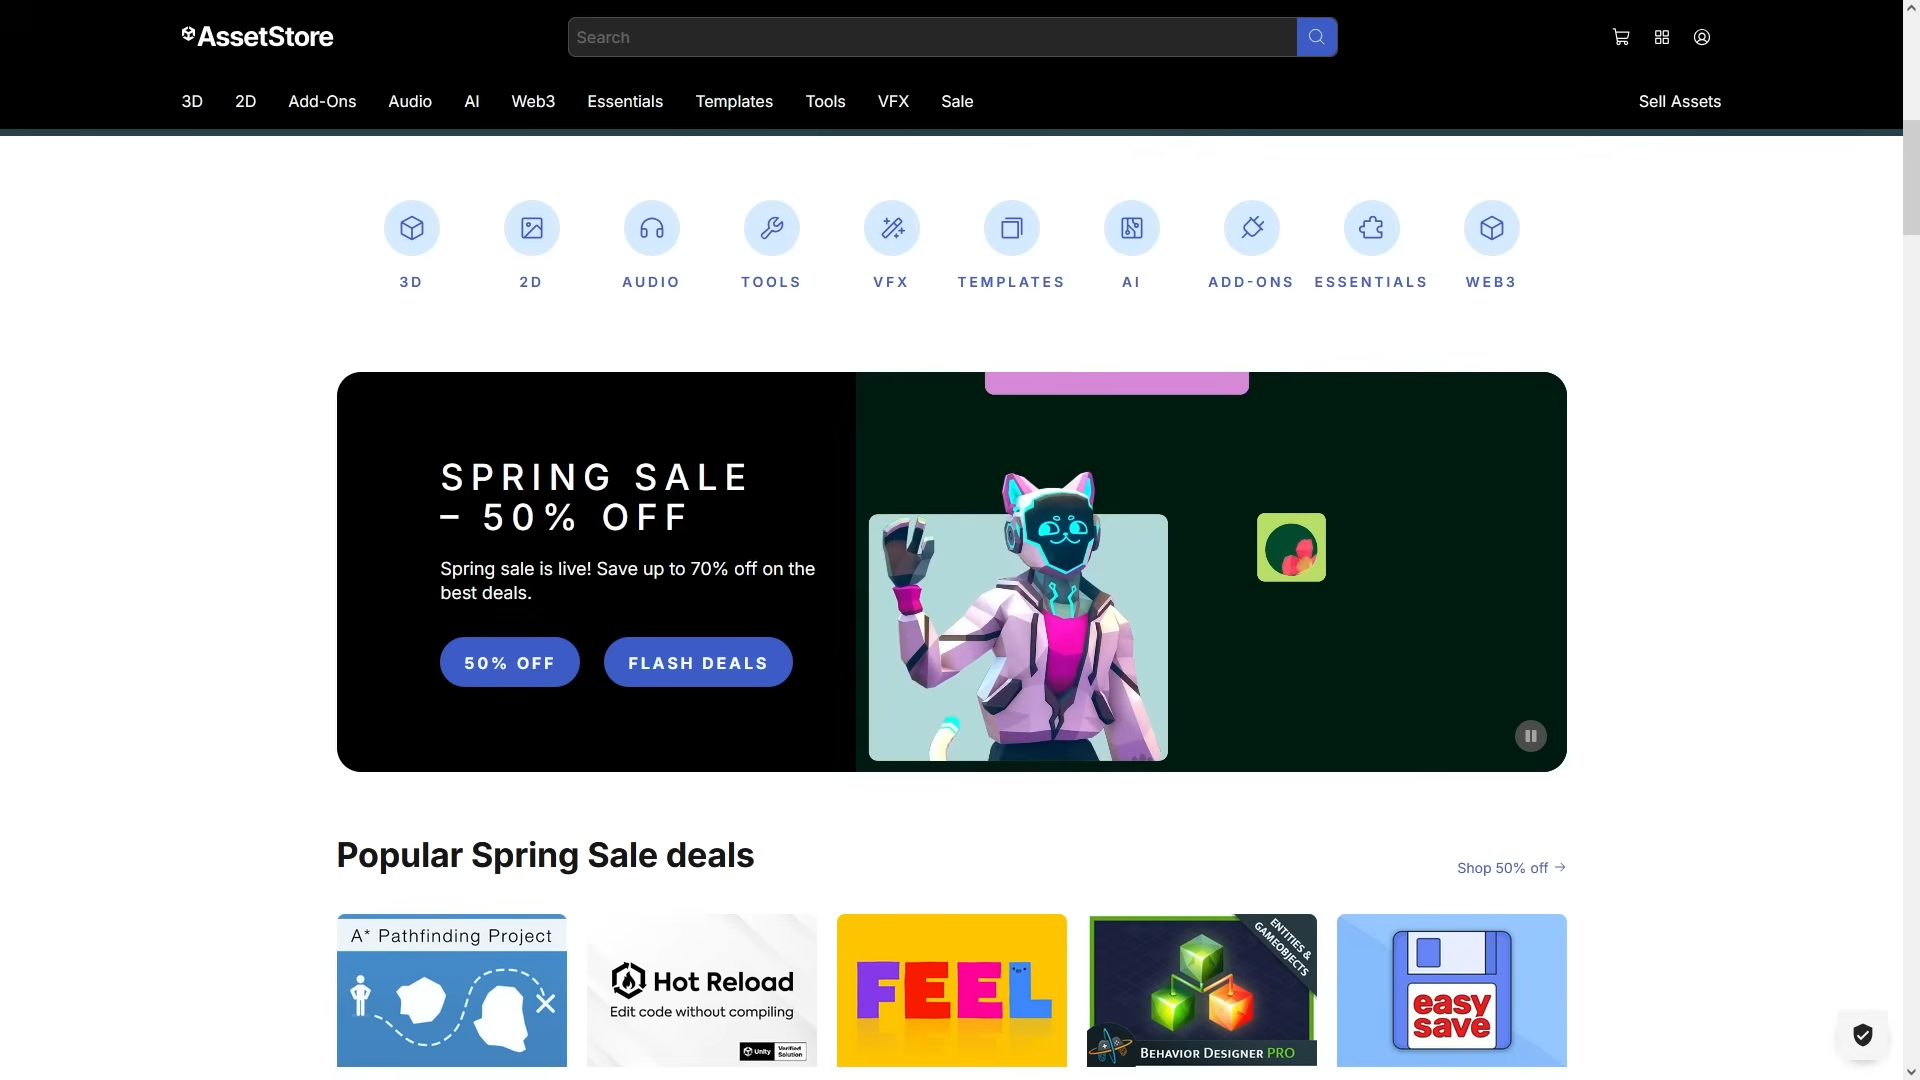 AssetStore
Search
3D
2D
Add-Ons
Audio
AI
Web3
Essentials
Templates
Tools
VFX
Sale
Sell Assets
3D
2D
AUDIO
TOOLS
VFX
TEMPLATES
AI
ADD-ONS
ESSENTIALS
WEB3
SPRING SALE
– 50% OFF
Spring sale is live! Save up to 70% off on the
best deals.
50% OFF
FLASH DEALS
Popular Spring Sale deals
Shop 50% off →
A* Pathfinding Project
Hot Reload
Edit code without compiling
Unity
Verified
Solution
FEEL
ENTITIES &
GAMEOBJECTS
BEHAVIOR DESIGNER PRO
easy
save